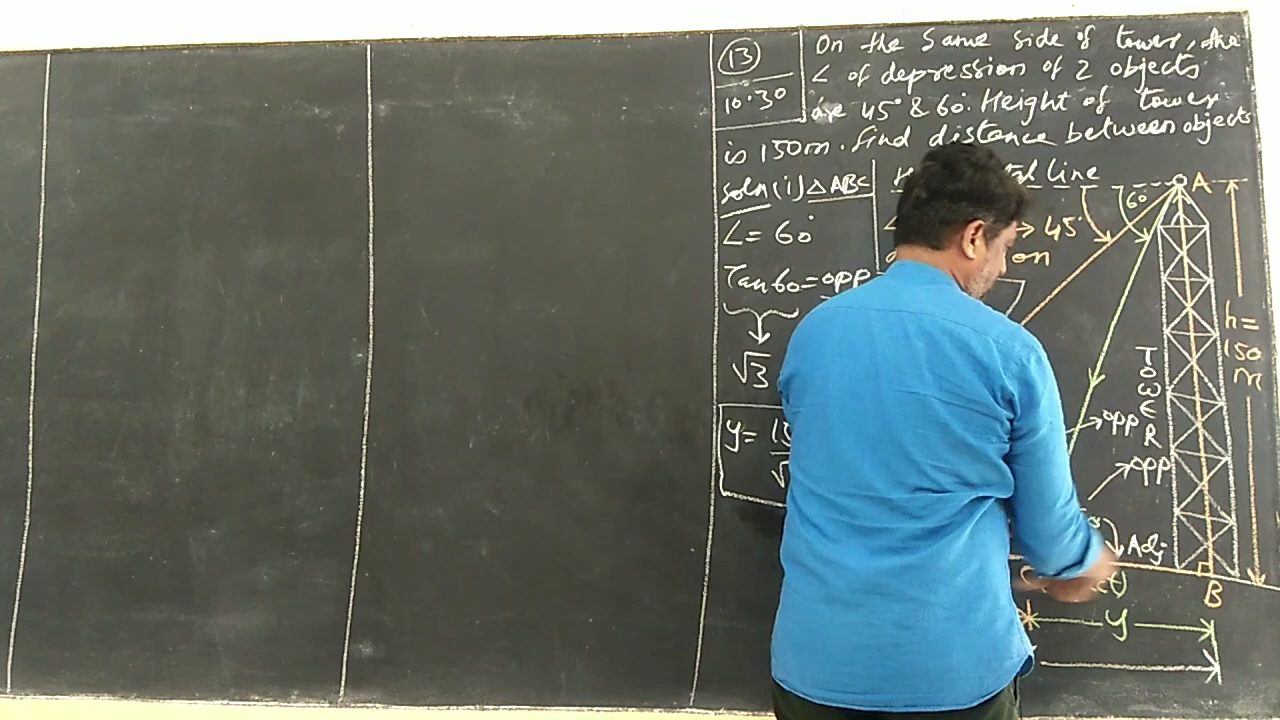 13
10.30
On the same side of tower, the
∠ of depression of 2 objects
are 45° & 60°. Height of tower
is 150m. find distance between objects
soln (i) △ABC
∠ = 60°
Tan 60 = opp
√3
y = 15
√
Line
A
60
→ 45°
on
h =
150
m
TOWER
opp
opp
Adj
B
y